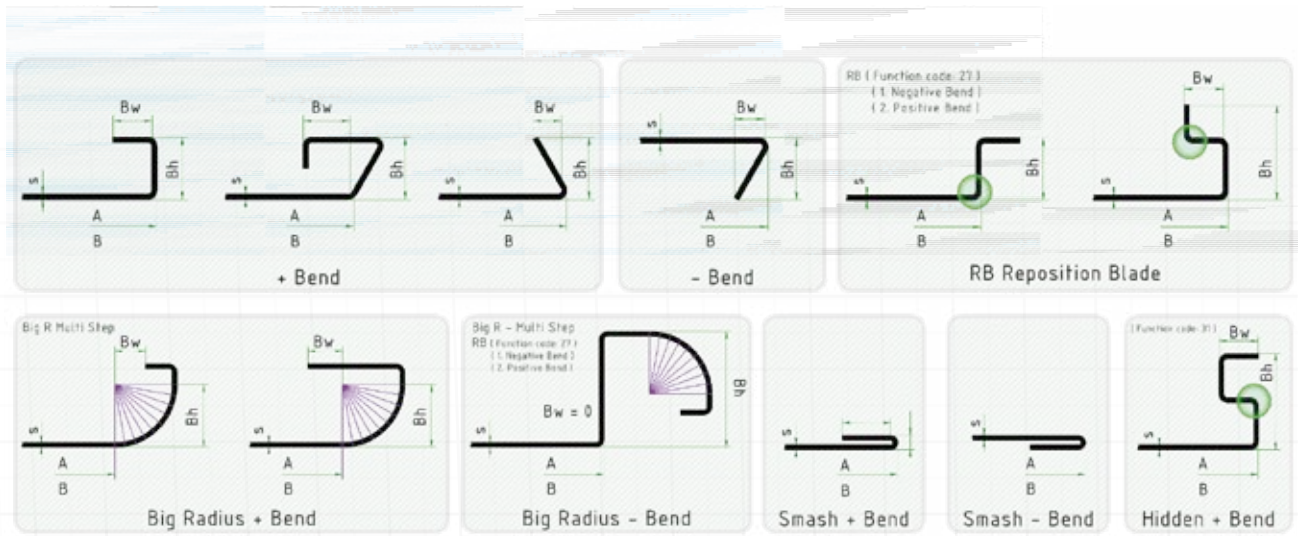 Bw
Bh
s
A
B
Bw
Bh
s
A
B
Bw
Bh
s
A
B
+ Bend
Bw
s
Bh
A
B
- Bend
RB ( Function code: 27 )
( 1. Negative Bend )
( 2. Positive Bend )
Bh
s
A
B
Bw
Bh
A
B
RB Reposition Blade
Big R Multi Step
Bw
Bh
s
A
B
Bw
Bh
s
A
B
Big Radius + Bend
Big R - Multi Step
RB ( Function code: 27 )
( 1. Negative Bend )
( 2. Positive Bend )
Bh
Bw = 0
s
A
B
Big Radius - Bend
s
A
B
Smash + Bend
s
A
B
Smash - Bend
( Function code: 31 )
Bw
Bh
s
A
B
Hidden + Bend